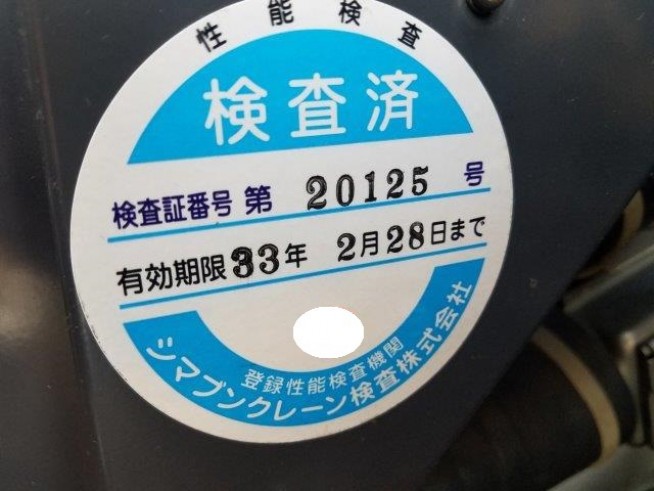 性能検査
検査済
検査証番号 第 20125 号
有効期限 33年 2月28日まで
登録性能検査機関
シマブンクレーン検査株式会社